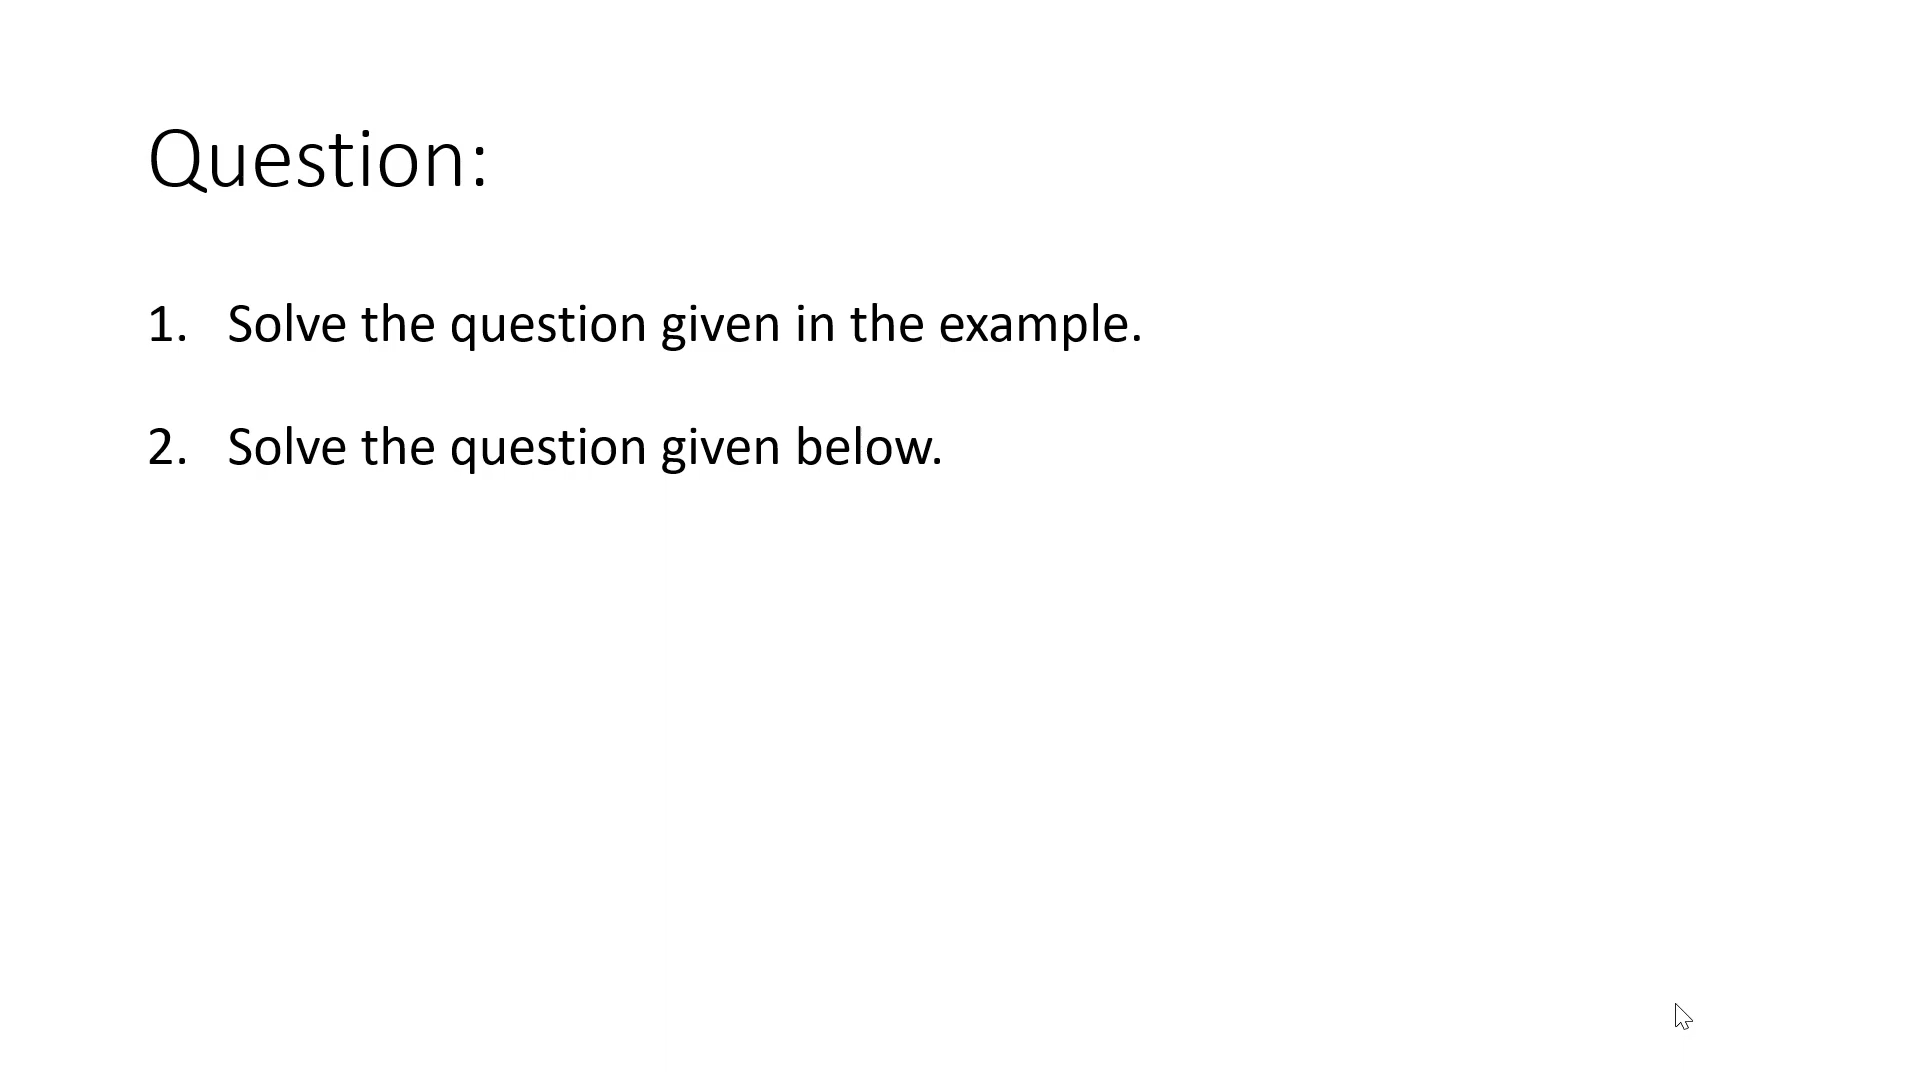 Question:
1. Solve the question given in the example.
2. Solve the question given below.